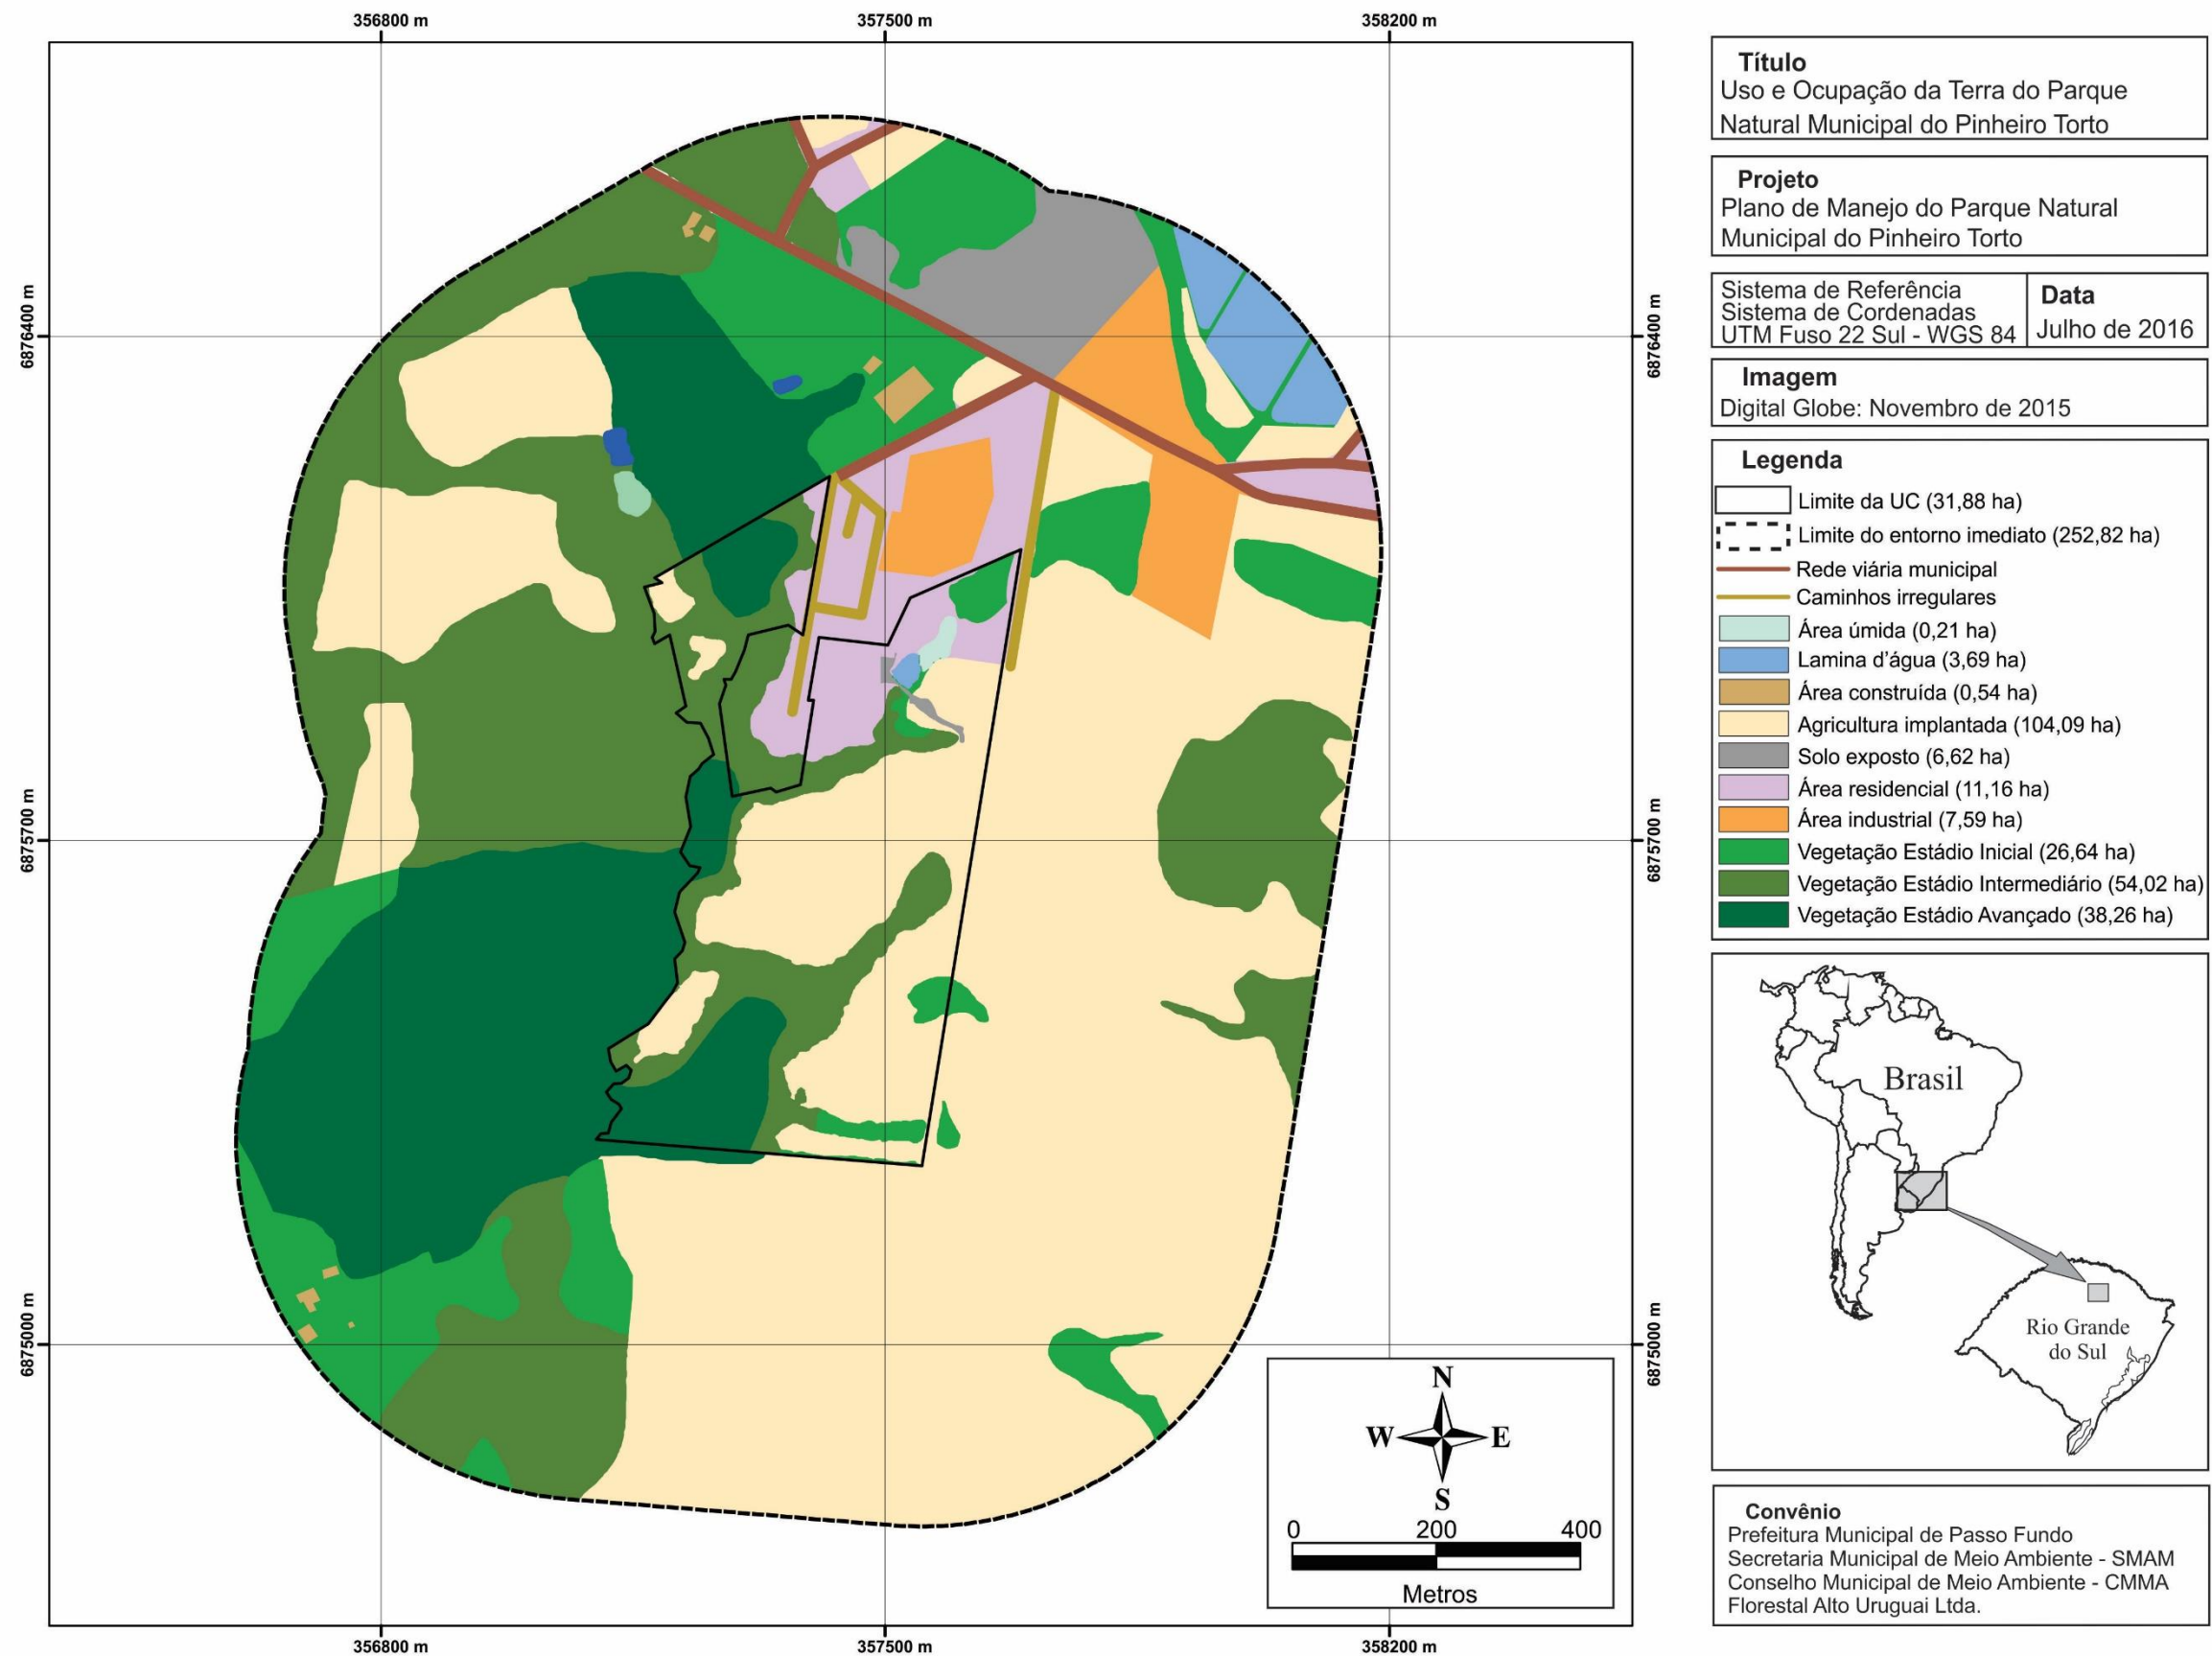 356800 m
357500 m
358200 m
6876400 m
6876400 m
6875700 m
6875700 m
6875000 m
6875000 m
N
W
E
S
0
200
400
Metros
356800 m
357500 m
358200 m
Título
Uso e Ocupação da Terra do Parque
Natural Municipal do Pinheiro Torto
Projeto
Plano de Manejo do Parque Natural
Municipal do Pinheiro Torto
Sistema de Referência
Sistema de Cordenadas
UTM Fuso 22 Sul - WGS 84
Data
Julho de 2016
Imagem
Digital Globe: Novembro de 2015
Legenda
Limite da UC (31,88 ha)
Limite do entorno imediato (252,82 ha)
Rede viária municipal
Caminhos irregulares
Área úmida (0,21 ha)
Lamina d'água (3,69 ha)
Área construída (0,54 ha)
Agricultura implantada (104,09 ha)
Solo exposto (6,62 ha)
Área residencial (11,16 ha)
Área industrial (7,59 ha)
Vegetação Estádio Inicial (26,64 ha)
Vegetação Estádio Intermediário (54,02 ha)
Vegetação Estádio Avançado (38,26 ha)
Brasil
Rio Grande
do Sul
Convênio
Prefeitura Municipal de Passo Fundo
Secretaria Municipal de Meio Ambiente - SMAM
Conselho Municipal de Meio Ambiente - CMMA
Florestal Alto Uruguai Ltda.